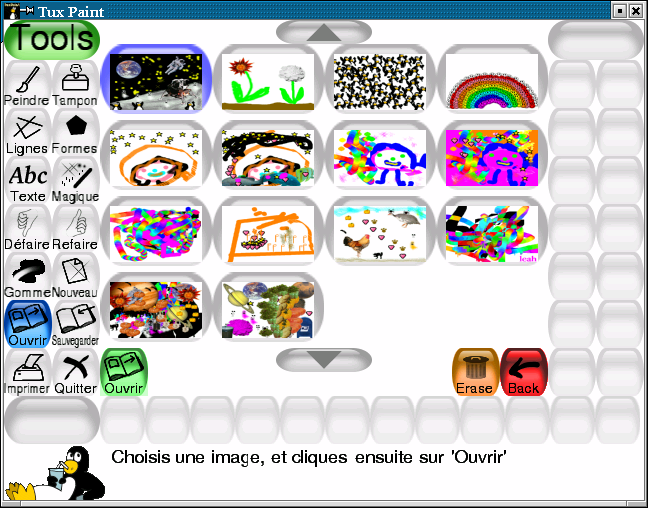 Tux Paint
Tools
Peindre Tampon
Lignes Formes
Abc
Texte Magique
Défaire Refaire
Gomme Nouveau
Ouvrir Sauvegarder
Imprimer Quitter Ouvrir Erase Back
leah
Choisis une image, et cliques ensuite sur 'Ouvrir'